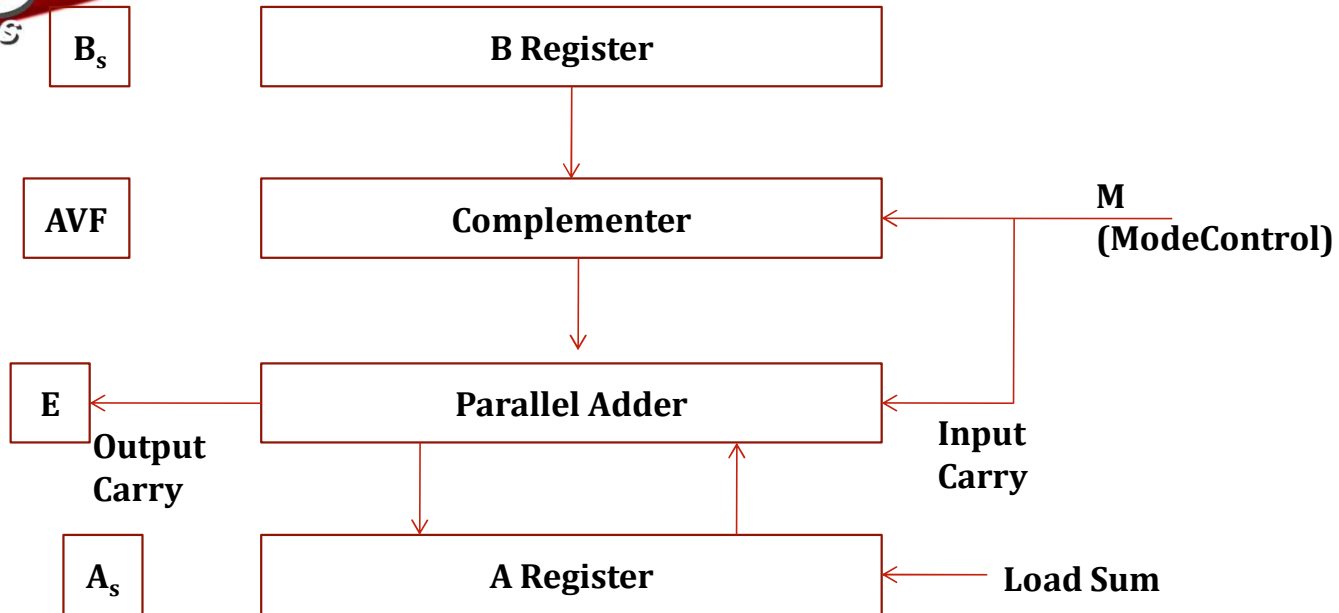 Bs
B Register
AVF
Complementer
M
(ModeControl)
E
Parallel Adder
Output
Carry
Input
Carry
As
A Register
Load Sum